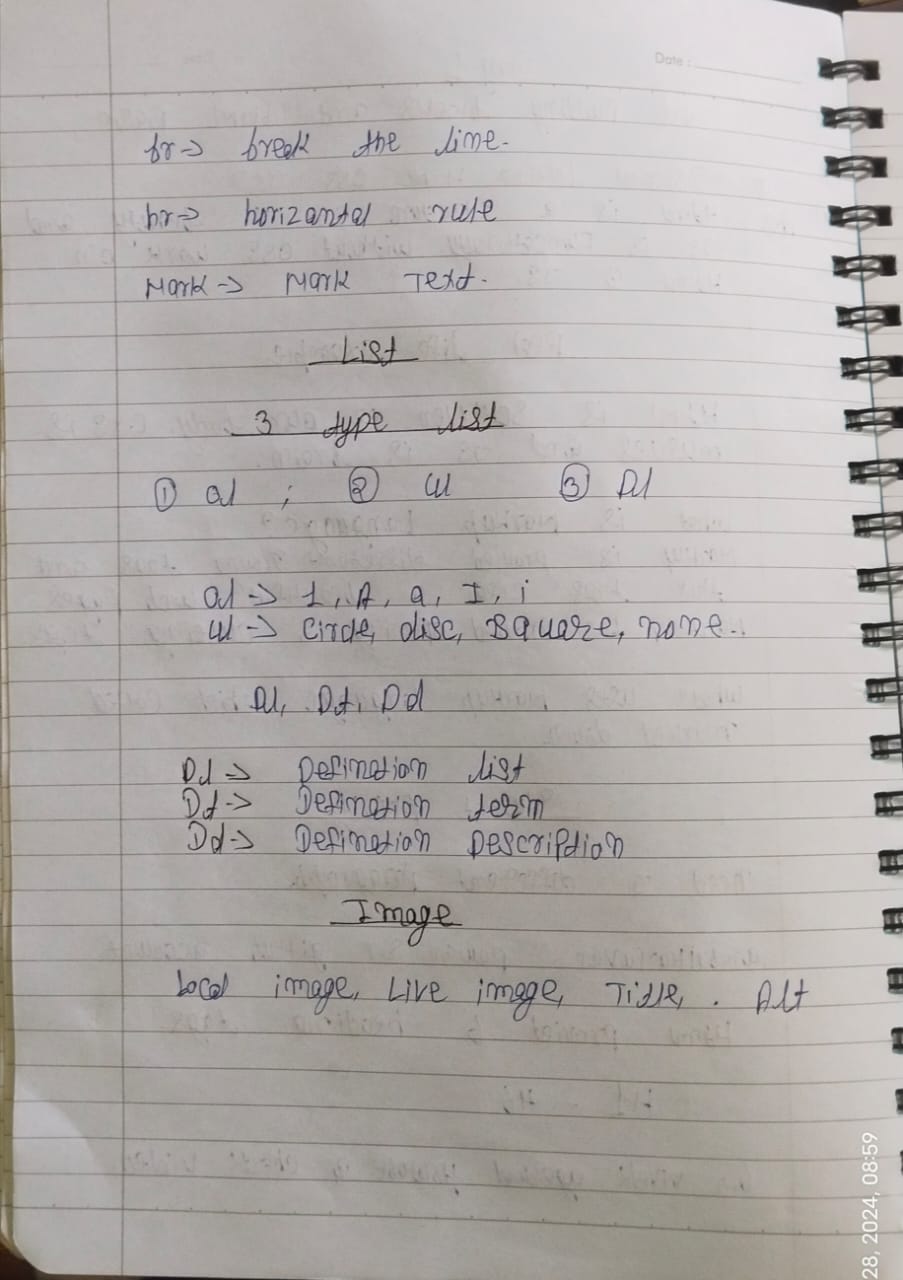 Date :
br -> break the line.
hr -> horizantal rule
Mark -> Mark Text.
List
3 type list
① Ol ; ② Ul ③ Dl
Ol -> 1, A, a, I, i
Ul -> Circle, disc, square, none.
Dl, Dt, Dd
Dl -> Defination list
Dt -> Defination term
Dd -> Defination Description
Image
Local image, Live image, Title, . Alt
28, 2024, 08:59